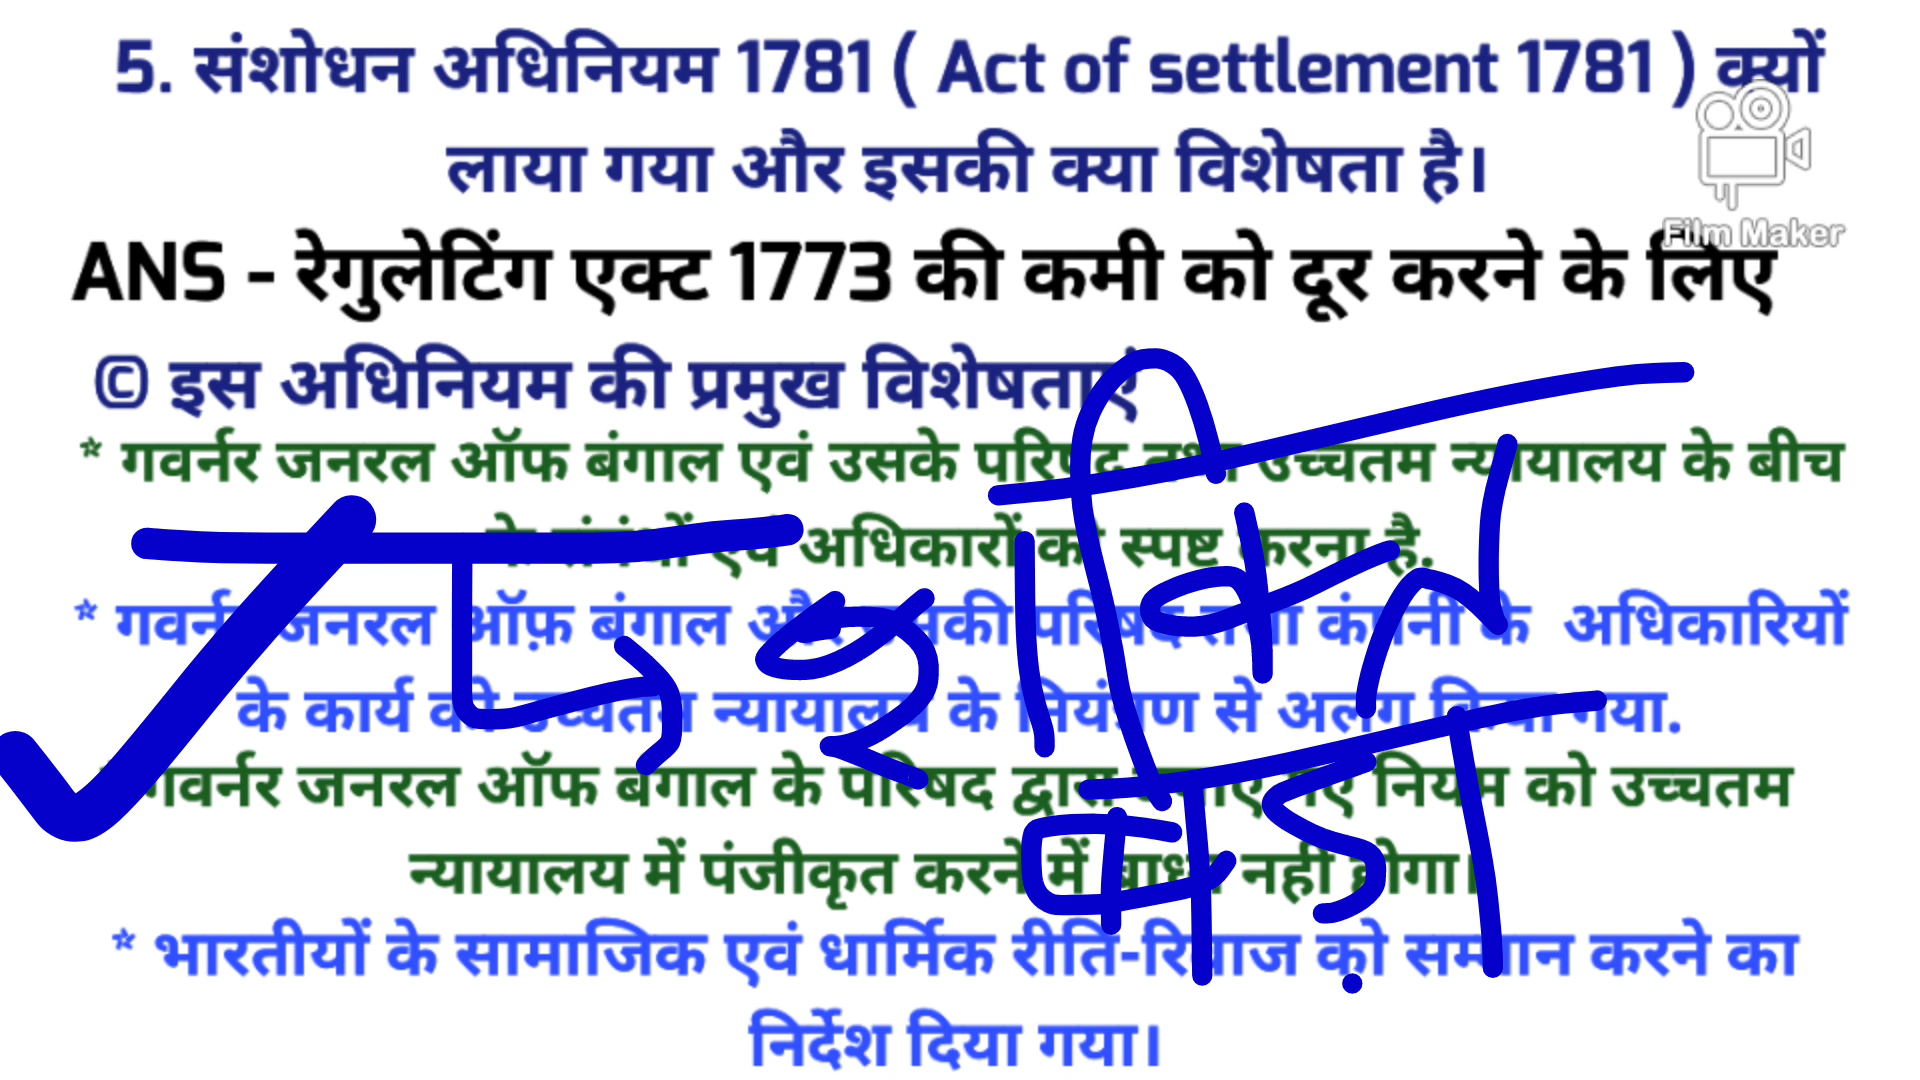 5. संशोधन अधिनियम 1781 ( Act of settlement 1781 ) क्यों
लाया गया और इसकी क्या विशेषता है।
Film Maker
ANS - रेगुलेटिंग एक्ट 1773 की कमी को दूर करने के लिए
© इस अधिनियम की प्रमुख विशेषताएं
* गवर्नर जनरल ऑफ बंगाल एवं उसके परिषद तथा उच्चतम न्यायालय के बीच
के संबंधों एवं अधिकारों को स्पष्ट करना है.
* गवर्नर जनरल ऑफ़ बंगाल और उसकी परिषद तथा कंपनी के अधिकारियों
के कार्य को उच्चतम न्यायालय के नियंत्रण से अलग किया गया.
* गवर्नर जनरल ऑफ बंगाल के परिषद द्वारा बनाए गए नियम को उच्चतम
न्यायालय में पंजीकृत करने में बाध्य नहीं होगा।
* भारतीयों के सामाजिक एवं धार्मिक रीति-रिवाज को सम्मान करने का
निर्देश दिया गया।